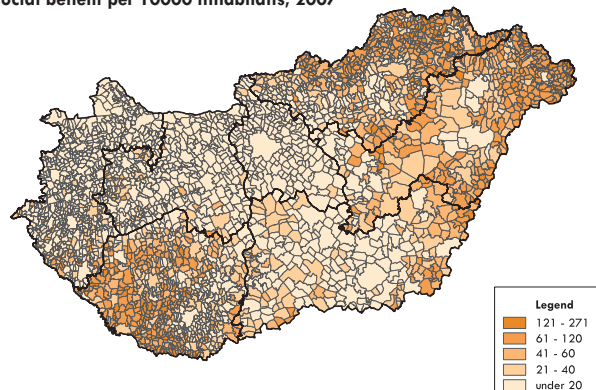 ocial benefit per 10000 inhabitants, 2007
Legend
121 - 271
61 - 120
41 - 60
21 - 40
under 20